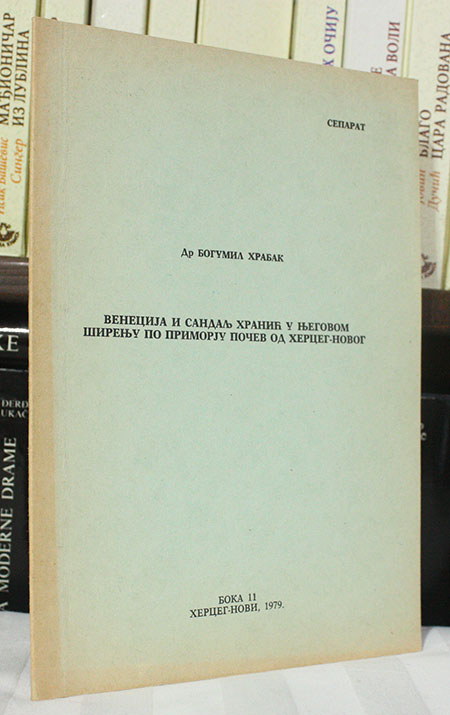 СЕПАРАТ
Др БОГУМИЛ ХРАБАК
ВЕНЕЦИЈА И САНДАЉ ХРАНИЋ У ЊЕГОВОМ
ШИРЕЊУ ПО ПРИМОРЈУ ПОЧЕВ ОД ХЕРЦЕГ-НОВОГ
БОКА 11
ХЕРЦЕГ-НОВИ, 1979.
МАЂИОНИЧАР
ИЗ ЛУБЛИНА
Сингер
ОЧИЈУ
ВОЛИ
БЛАГО
ЦАРА РАДОВАНА
Дучић
MODERNE DRAME